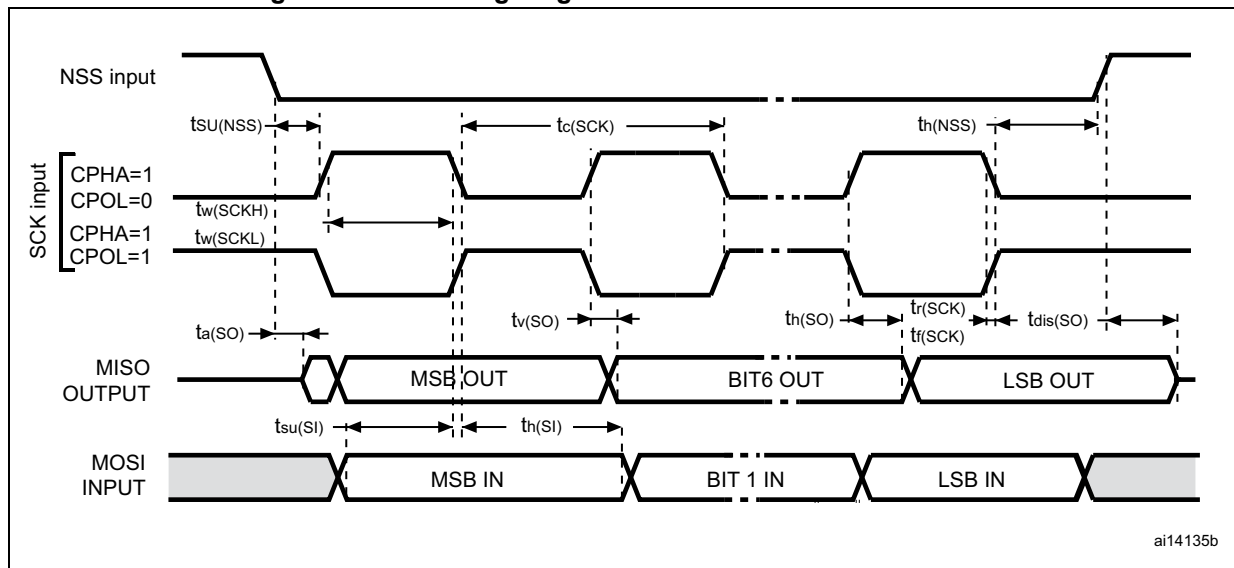 NSS input
tSU(NSS)
tc(SCK)
th(NSS)
SCK input
CPHA=1
CPOL=0
tw(SCKH)
CPHA=1
tw(SCKL)
CPOL=1
ta(SO)
tv(SO)
th(SO)
tr(SCK)
tf(SCK)
tdis(SO)
MISO
OUTPUT
MSB OUT
BIT6 OUT
LSB OUT
tsu(SI)
th(SI)
MOSI
INPUT
MSB IN
BIT 1 IN
LSB IN
ai14135b